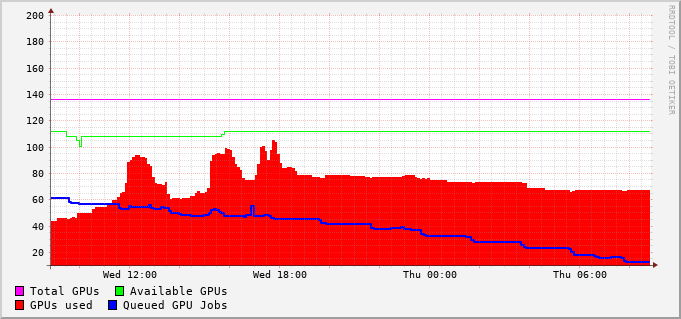 RRDTOOL / TOBI OETIKER
200
180
160
140
120
100
80
60
40
20
Wed 12:00 Wed 18:00 Thu 00:00 Thu 06:00
Total GPUs Available GPUs
GPUs used Queued GPU Jobs